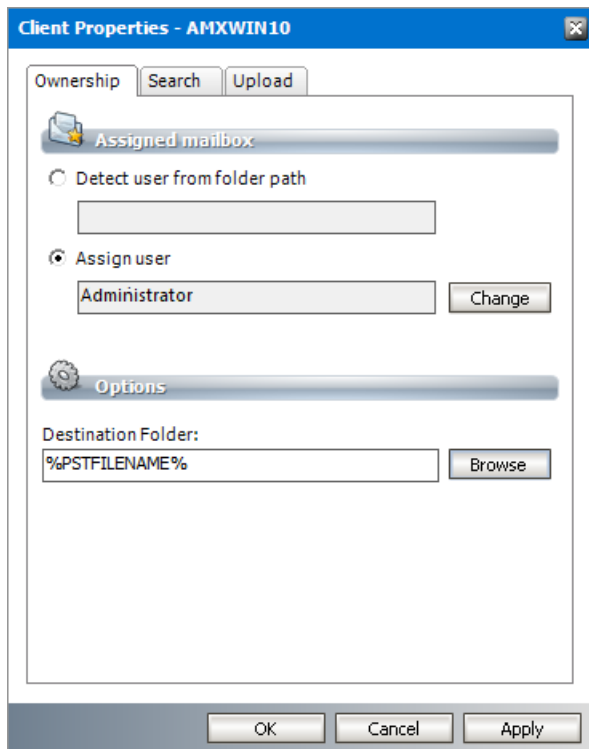 Client Properties - AMXWIN10
Ownership Search Upload
Assigned mailbox
Detect user from folder path
Assign user
Administrator
Change
Options
Destination Folder:
%PSTFILENAME%
Browse
OK Cancel Apply